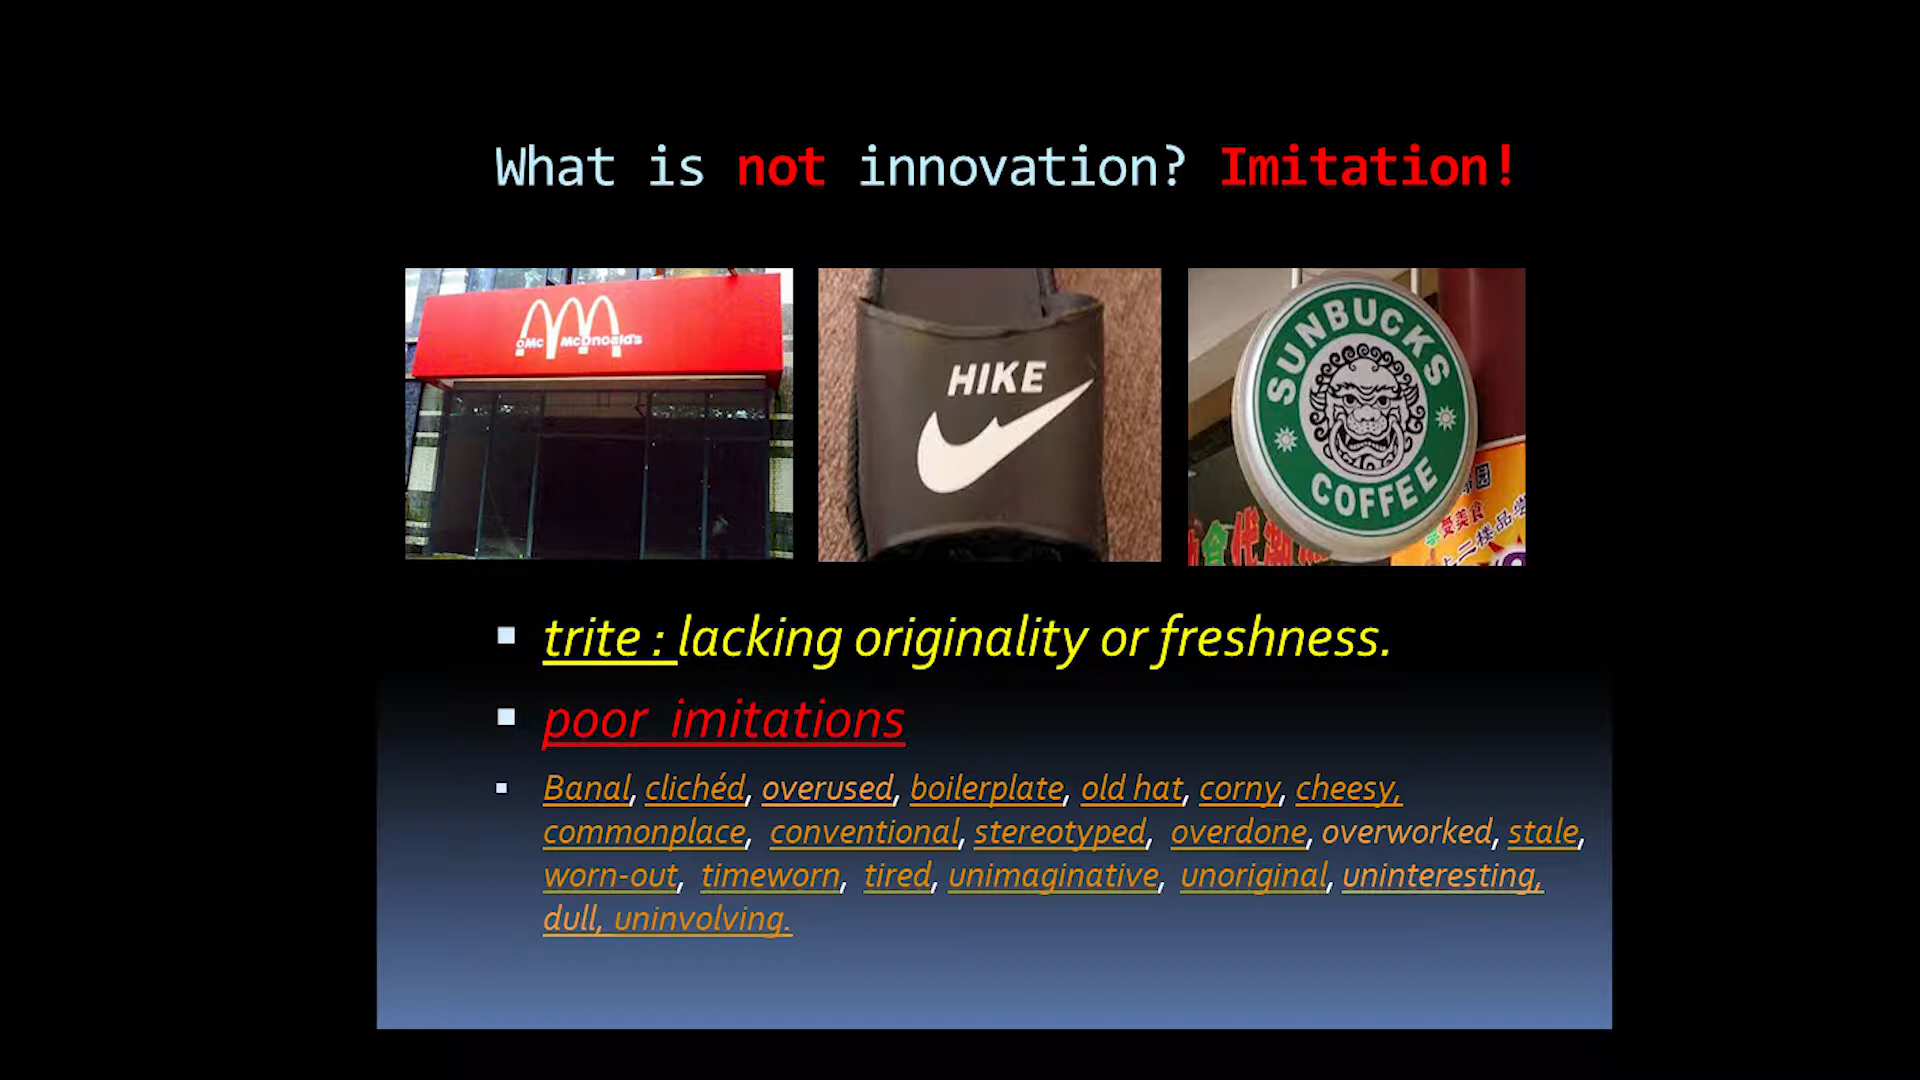 What is not innovation? Imitation!
OMC McDnoald's
HIKE
SUNBUCKS
COFFEE
trite : lacking originality or freshness.
poor imitations
Banal, clichéd, overused, boilerplate, old hat, corny, cheesy,
commonplace, conventional, stereotyped, overdone, overworked, stale,
worn-out, timeworn, tired, unimaginative, unoriginal, uninteresting,
dull, uninvolving.